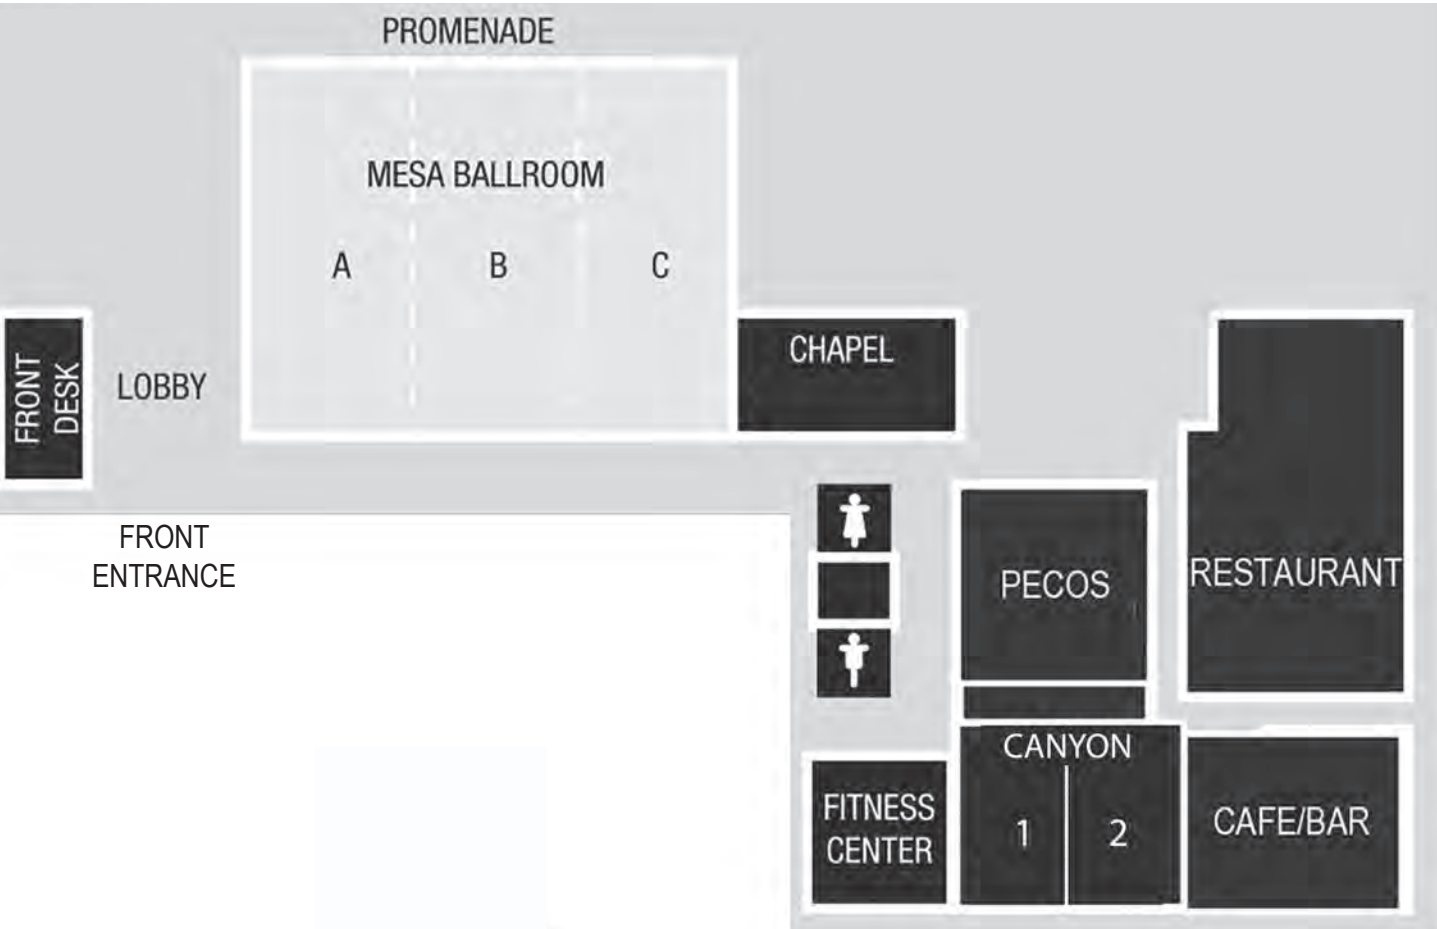 PROMENADE
MESA BALLROOM
A
B
C
CHAPEL
FRONT
DESK
LOBBY
FRONT
ENTRANCE
PECOS
RESTAURANT
CANYON
1
2
FITNESS
CENTER
CAFE/BAR